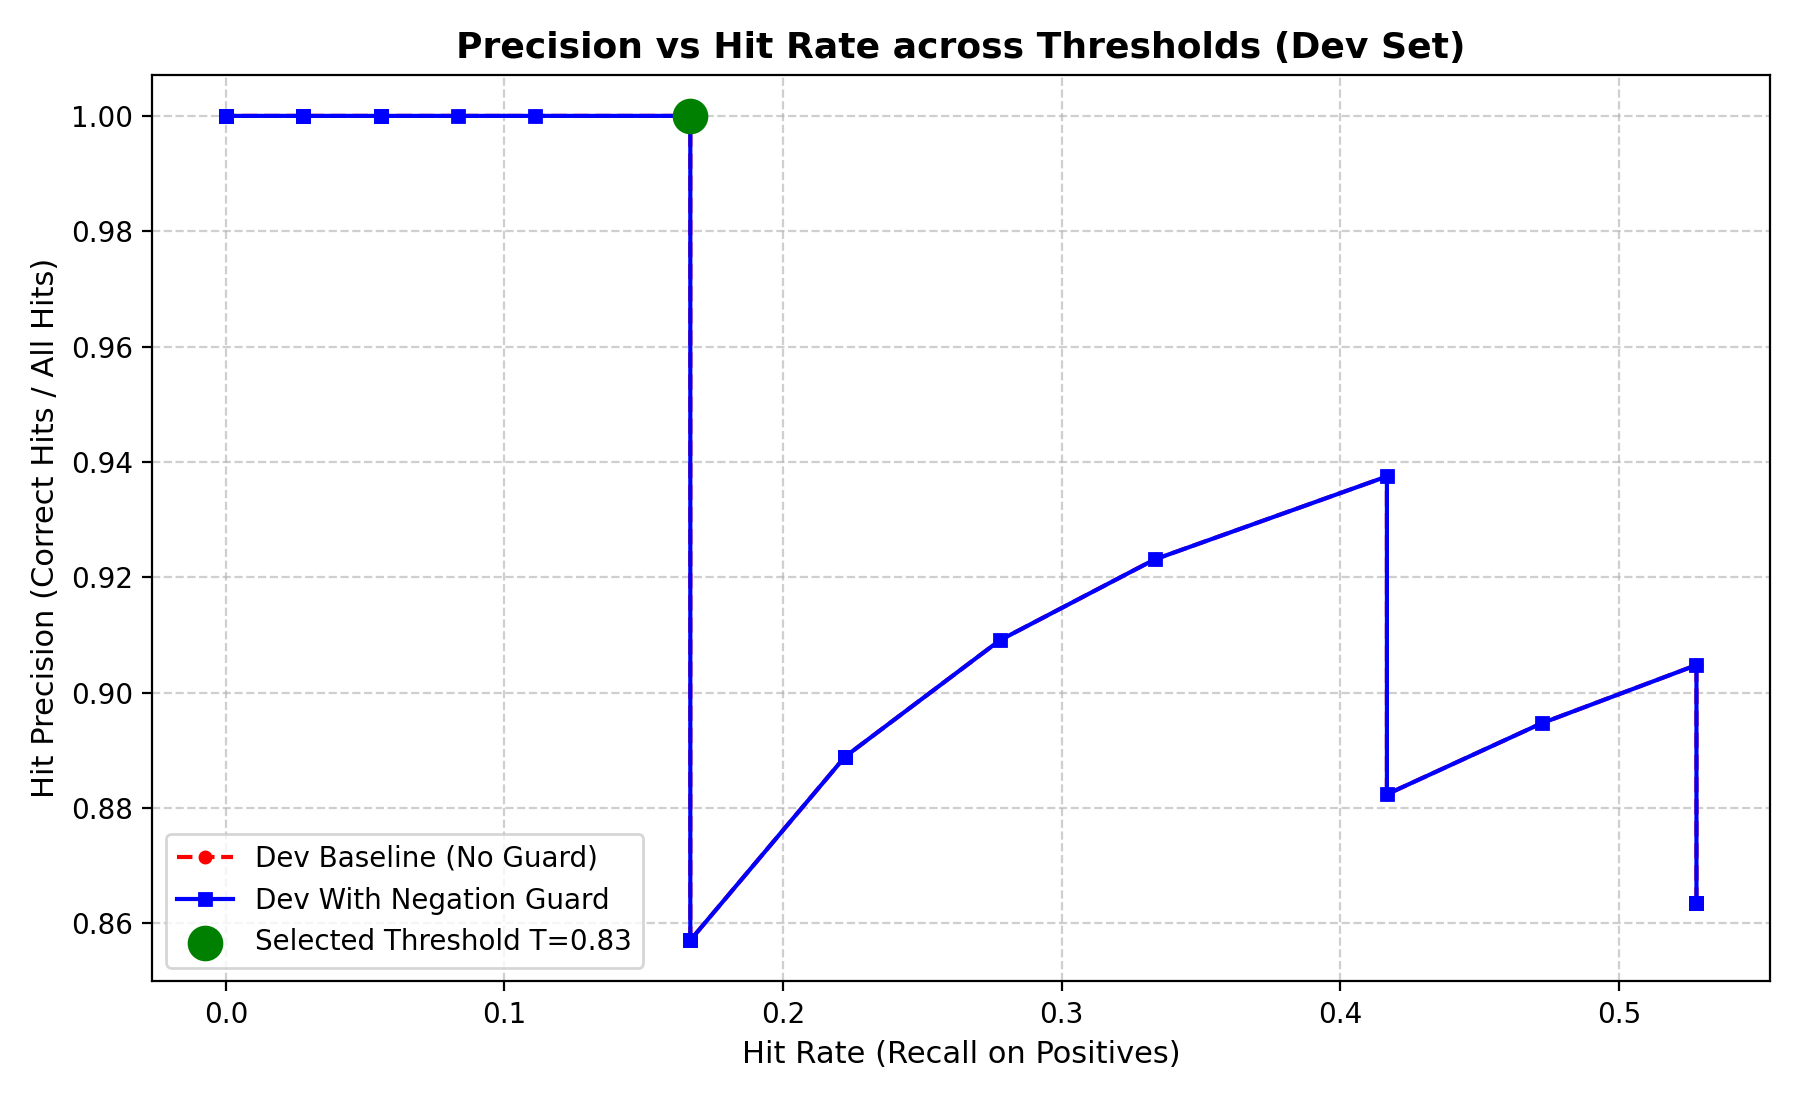 Precision vs Hit Rate across Thresholds (Dev Set)
Hit Precision (Correct Hits / All Hits)
1.00
0.98
0.96
0.94
0.92
0.90
0.88
0.86
Dev Baseline (No Guard)
Dev With Negation Guard
Selected Threshold T=0.83
0.0 0.1 0.2 0.3 0.4 0.5
Hit Rate (Recall on Positives)